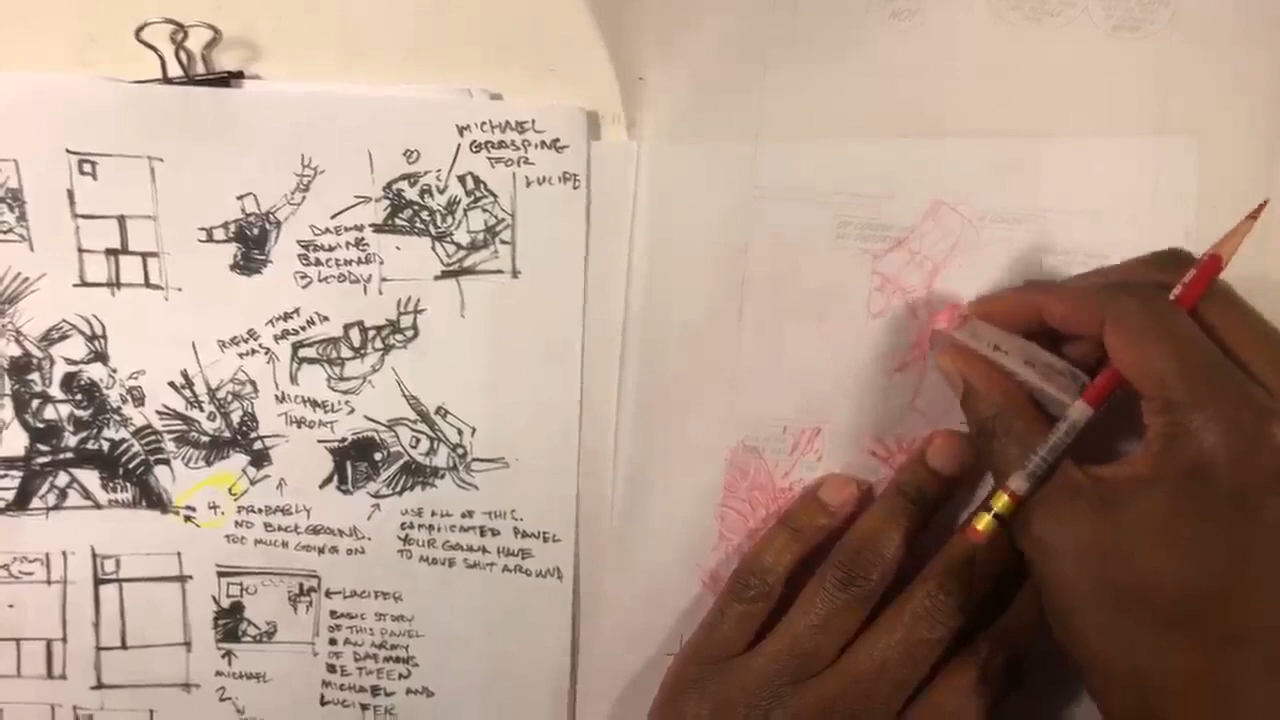 MICHAEL
GRASPING
FOR
LUCIFE
DAEMON
FALLING
BACKWARD
BLOODY
RIFLE THAT
WAS AROUND
MICHAEL'S
THROAT
4. PROBABLY
NO BACKGROUND.
TOO MUCH GOING ON
USE ALL OF THIS.
COMPLICATED PANEL
YOUR GONNA HAVE
TO MOVE SHIT AROUND
LUCIFER
BASIC STORY
OF THIS PANEL
AN ARMY
OF DAEMONS
BETWEEN
MICHAEL AND
LUCIFER
MICHAEL
2.
NOW